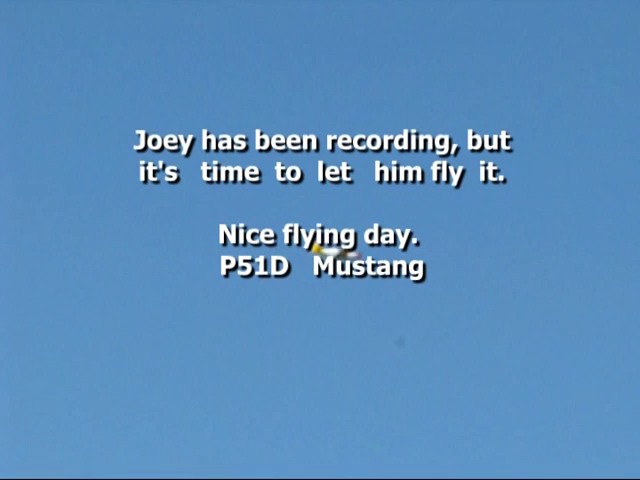 Joey has been recording, but
it's time to let him fly it.
Nice flying day.
P51D Mustang